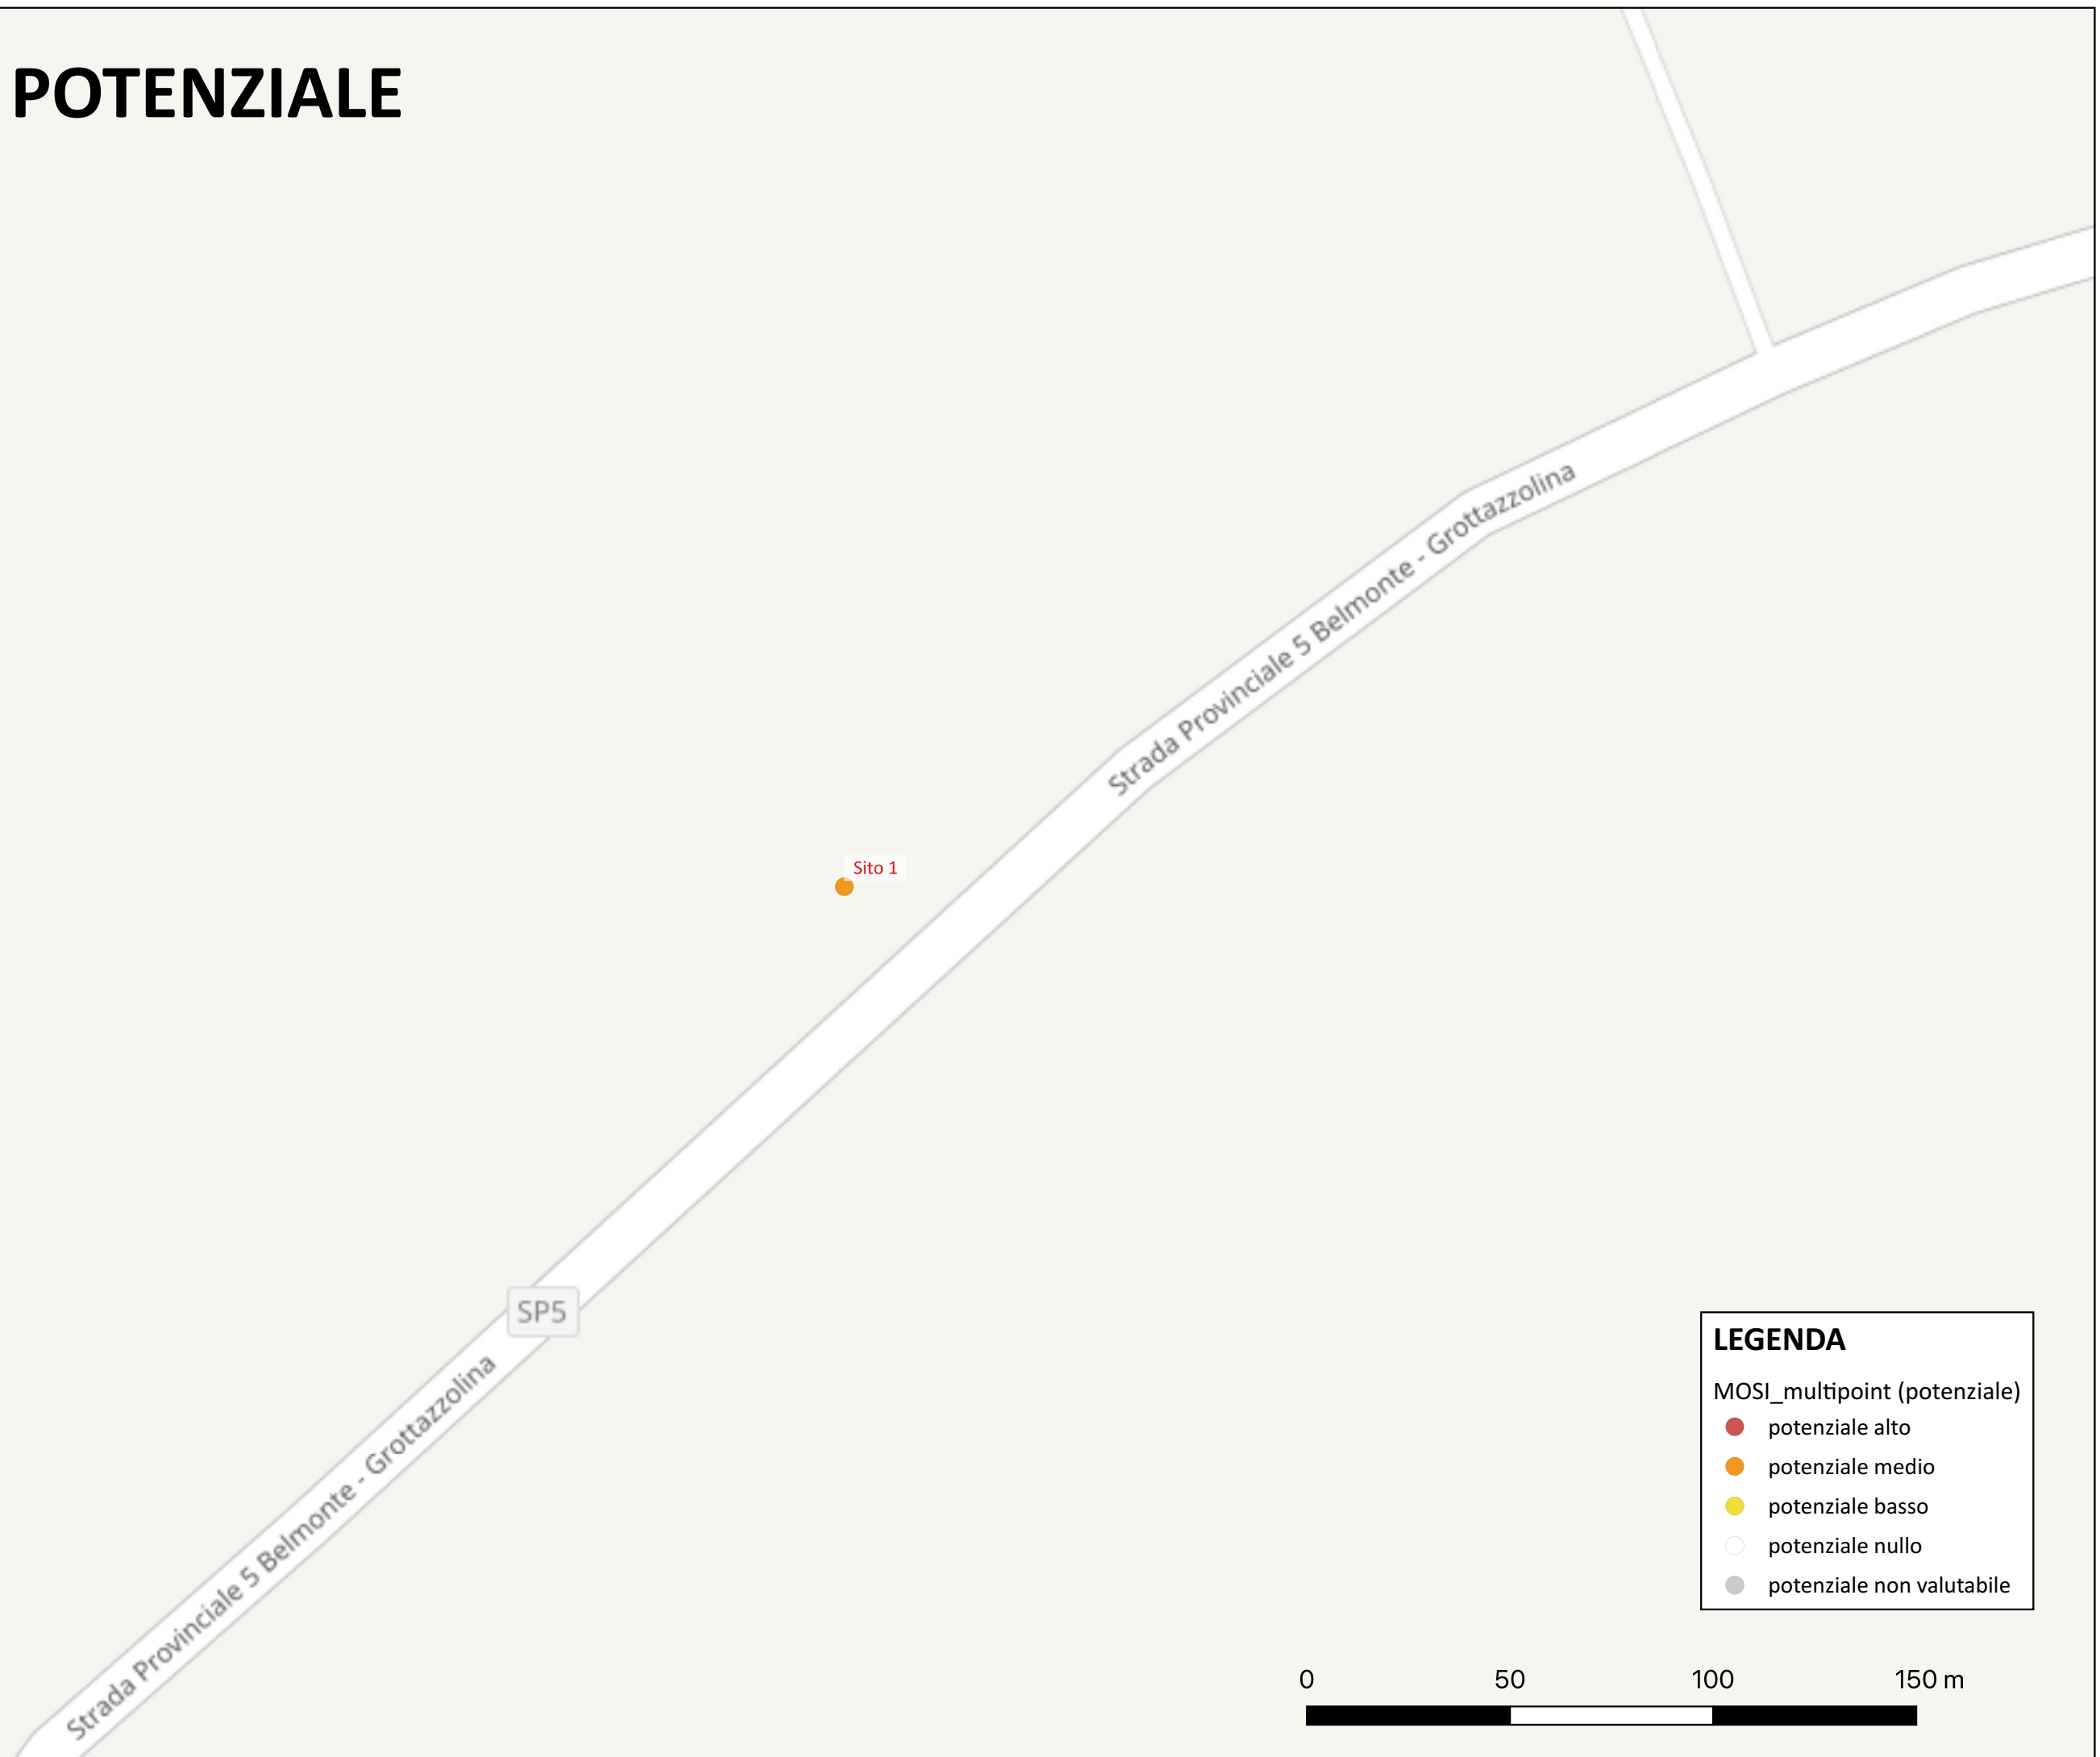 POTENZIALE
Strada Provinciale 5 Belmonte - Grottazzolina
Sito 1
SP5
Strada Provinciale 5 Belmonte - Grottazzolina
LEGENDA
MOSI_multipoint (potenziale)
potenziale alto
potenziale medio
potenziale basso
potenziale nullo
potenziale non valutabile
0 50 100 150 m